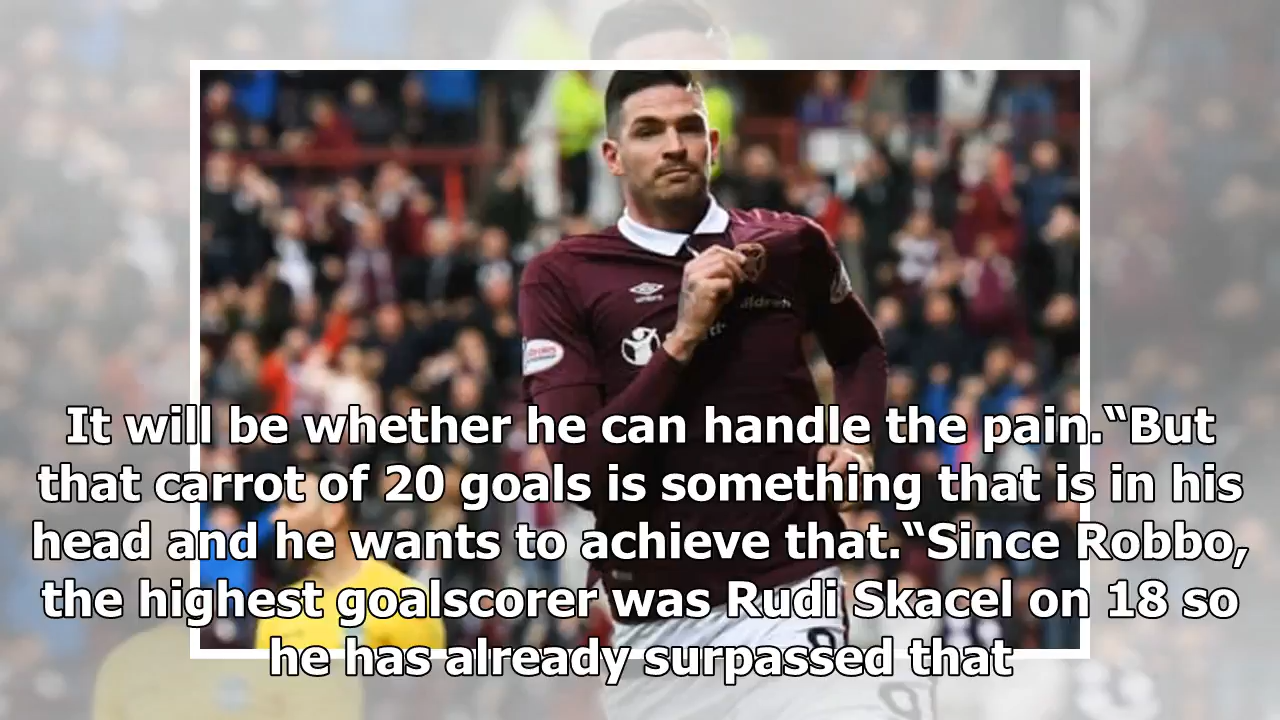 umbro
ildren
It will be whether he can handle the pain.“But
that carrot of 20 goals is something that is in his
head and he wants to achieve that.“Since Robbo,
the highest goalscorer was Rudi Skacel on 18 so
he has already surpassed that